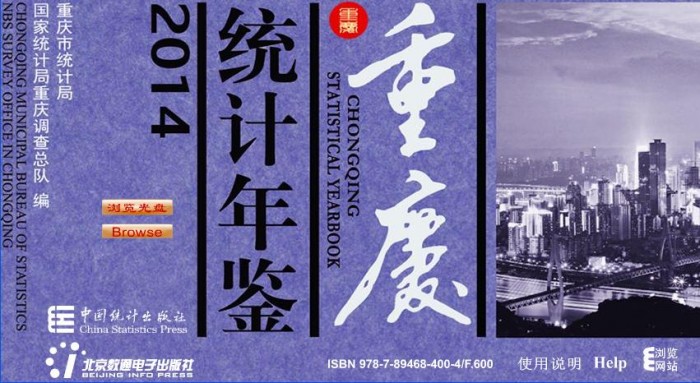 重庆
CHONGQING
STATISTICAL YEARBOOK
统计年鉴
2014
重庆市统计局
国家统计局重庆调查总队 编
CHONGQING MUNICIPAL BUREAU OF STATISTICS
NBS SURVEY OFFICE IN CHONGQING
浏览光盘
Browse
中国统计出版社
China Statistics Press
北京数通电子出版社
BEIJING INFO PRESS
ISBN 978-7-89468-400-4/F.600
使用说明 Help
浏览
网站